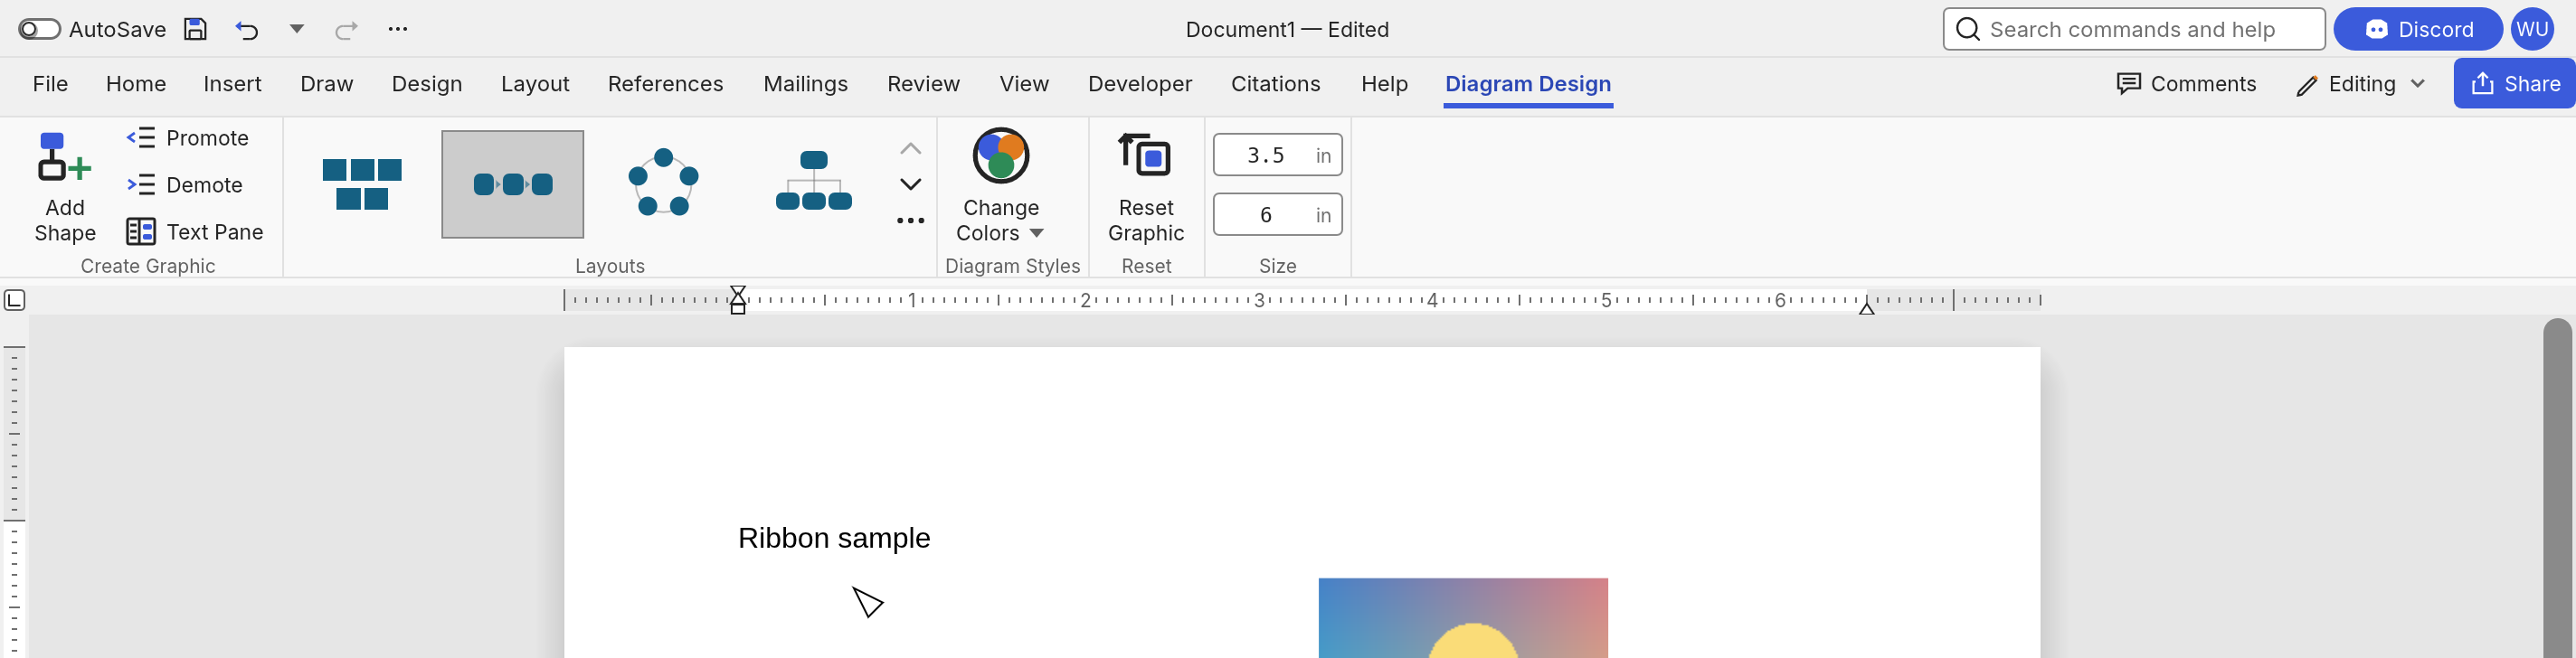 AutoSave
Document1 — Edited
Search commands and help
Discord
WU
File Home Insert Draw Design Layout References Mailings Review View Developer Citations Help Diagram Design
Comments
Editing
Share
Add
Shape
Promote
Demote
Text Pane
Create Graphic
Layouts
Change
Colors
Diagram Styles
Reset
Graphic
Reset
3.5 in
6 in
Size
1 2 3 4 5 6
Ribbon sample